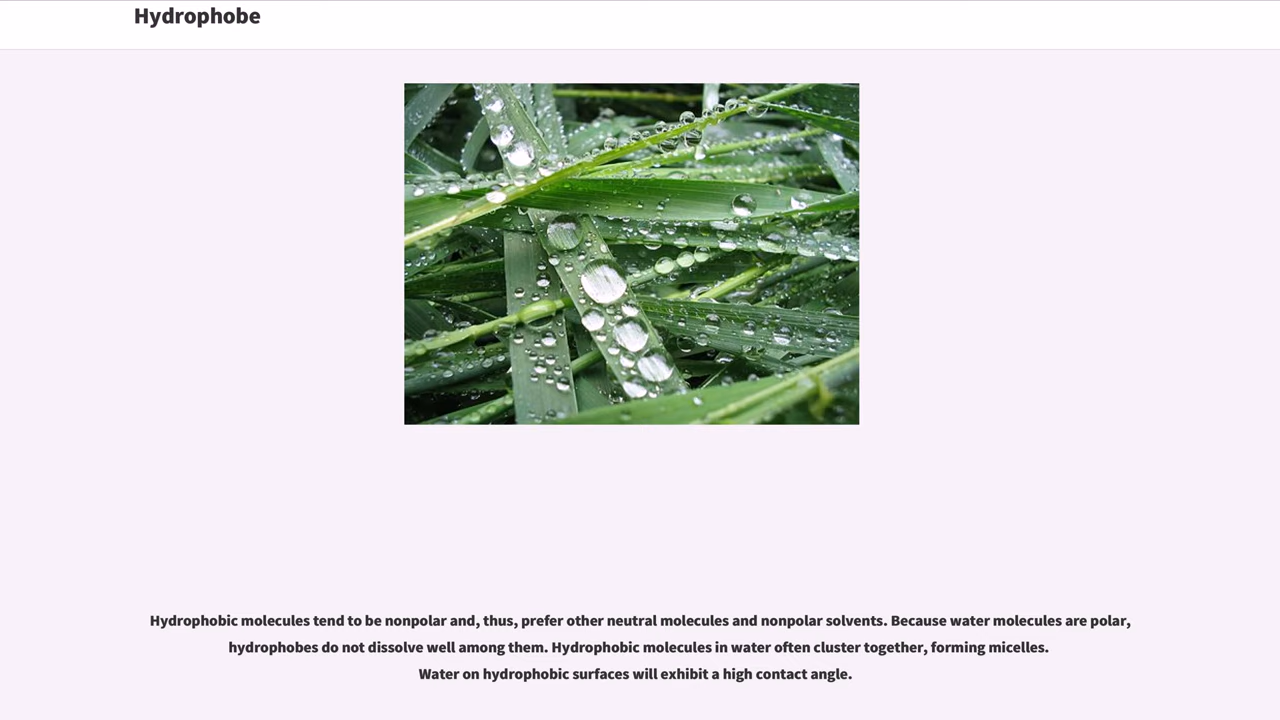 Hydrophobe
Hydrophobic molecules tend to be nonpolar and, thus, prefer other neutral molecules and nonpolar solvents. Because water molecules are polar,
hydrophobes do not dissolve well among them. Hydrophobic molecules in water often cluster together, forming micelles.
Water on hydrophobic surfaces will exhibit a high contact angle.